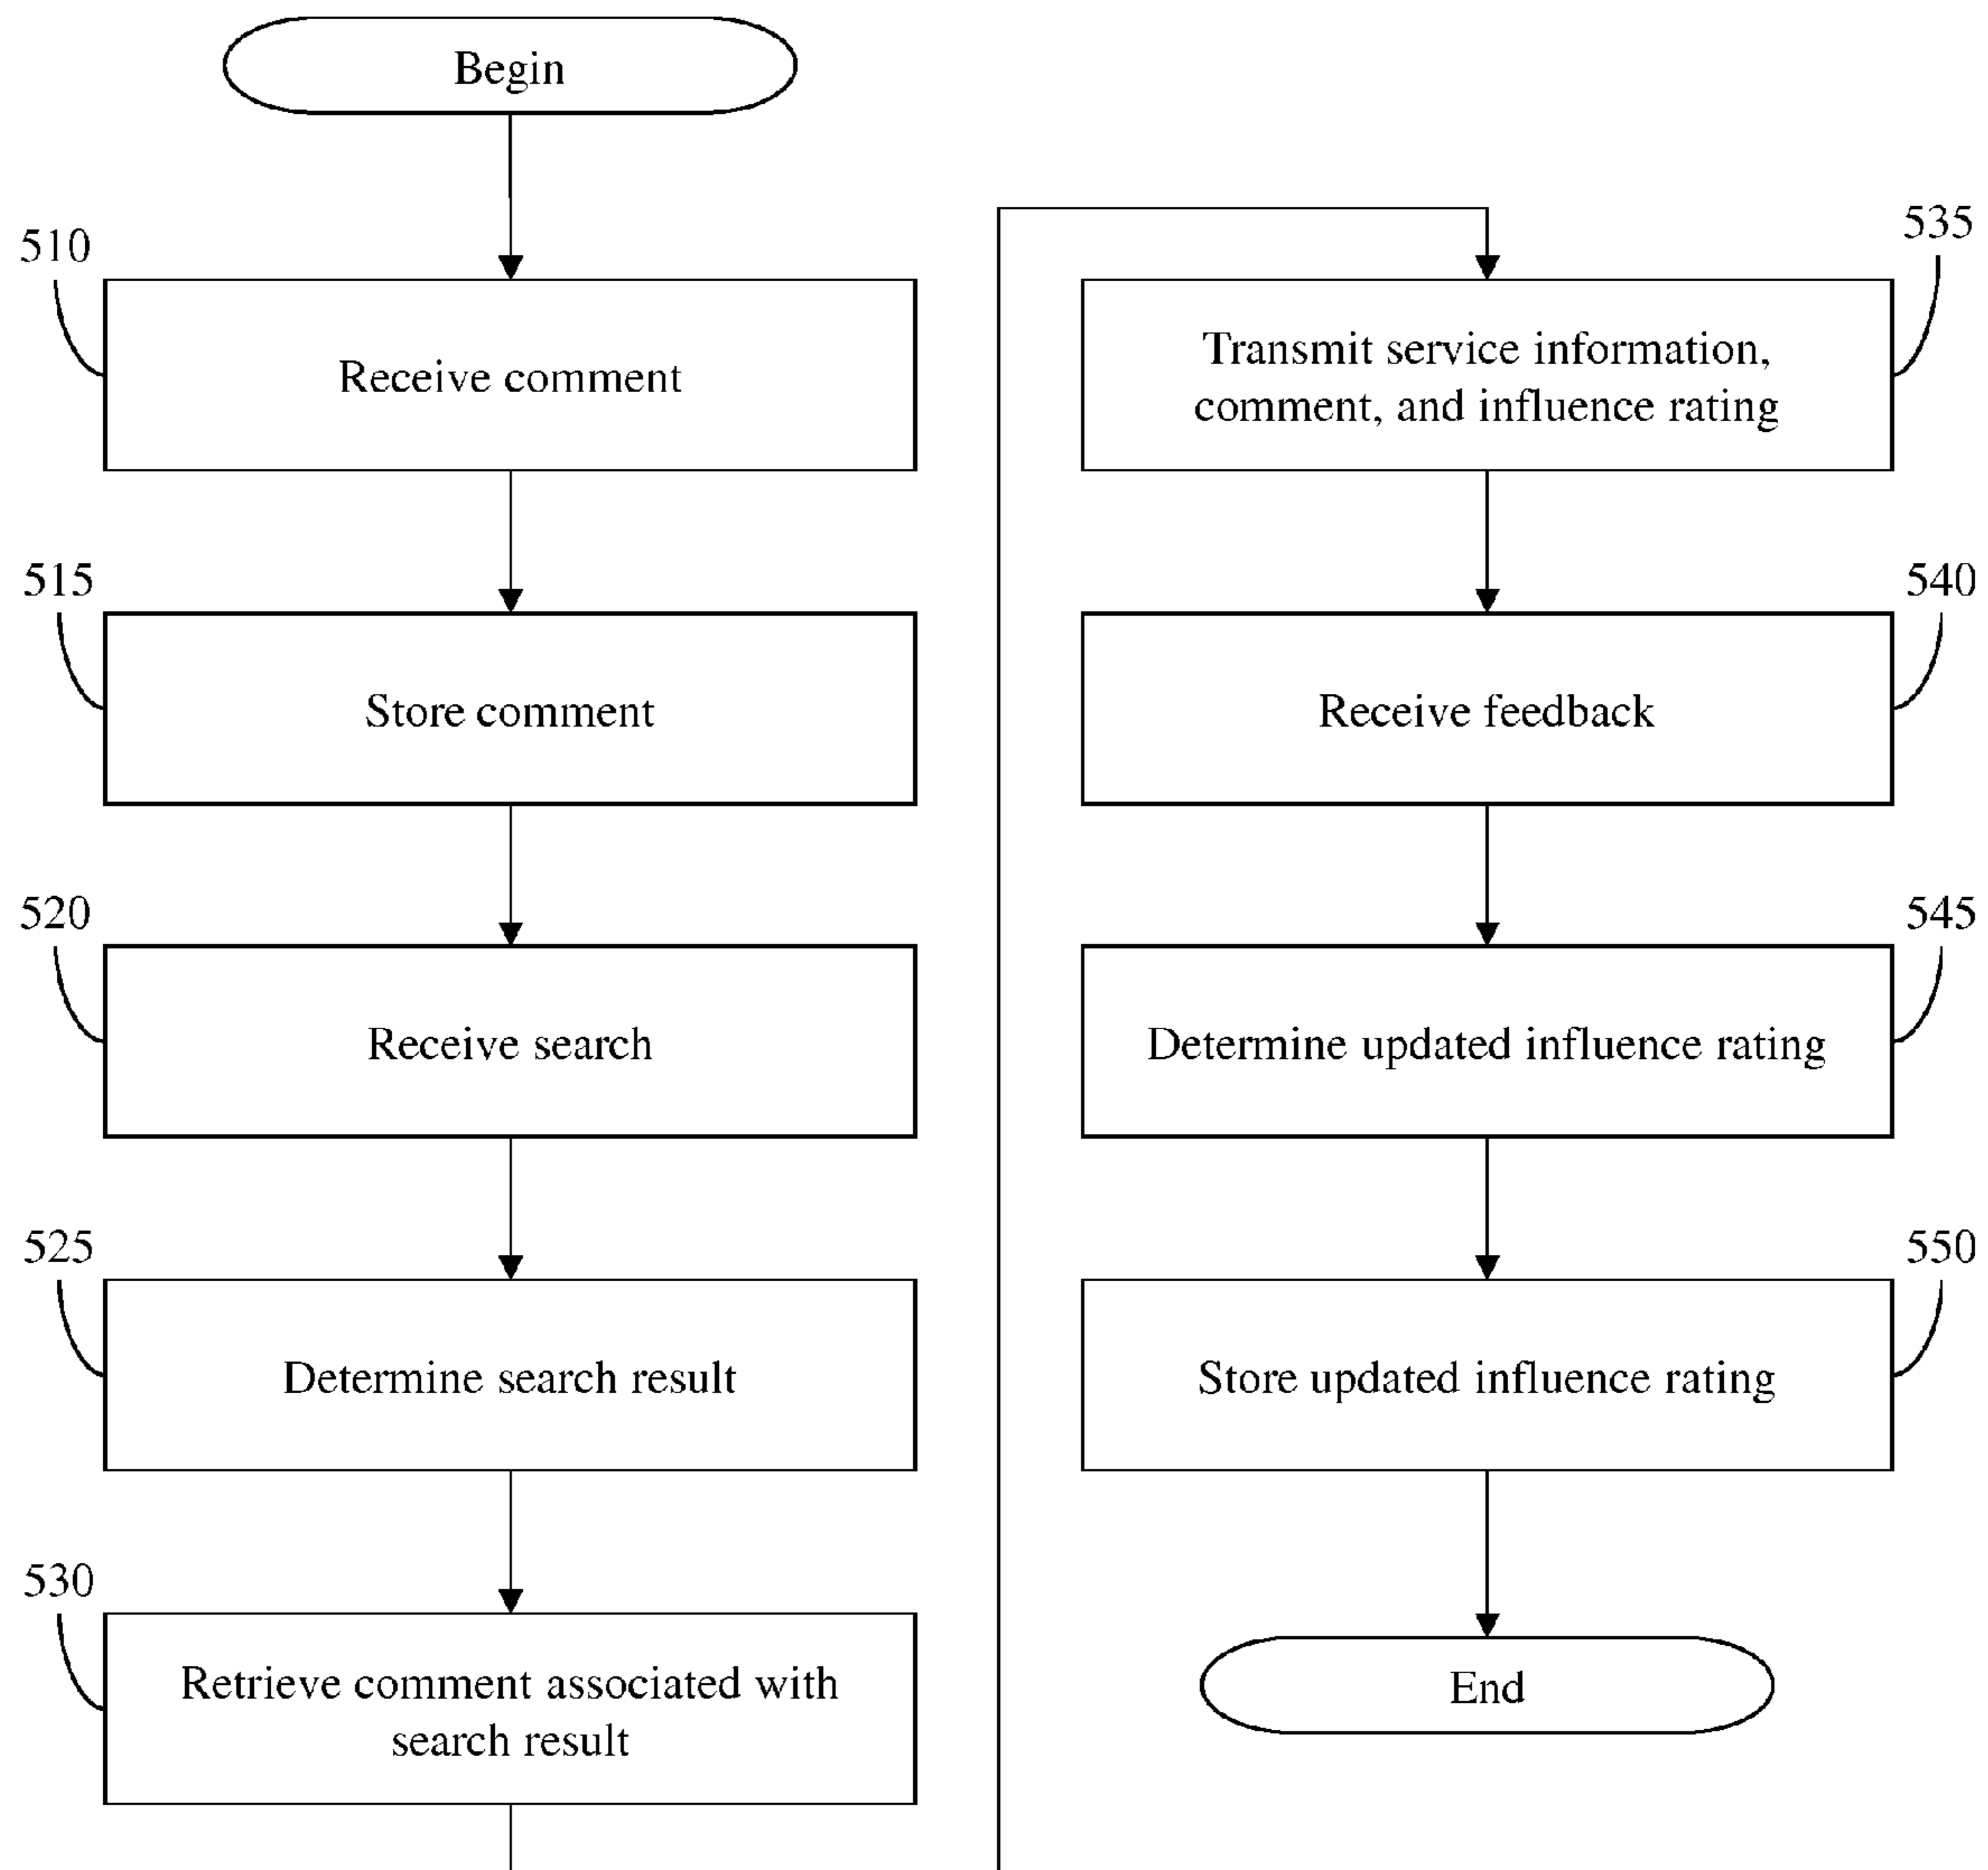 Begin
510
Receive comment
515
Store comment
520
Receive search
525
Determine search result
530
Retrieve comment associated with
search result
535
Transmit service information,
comment, and influence rating
540
Receive feedback
545
Determine updated influence rating
550
Store updated influence rating
End